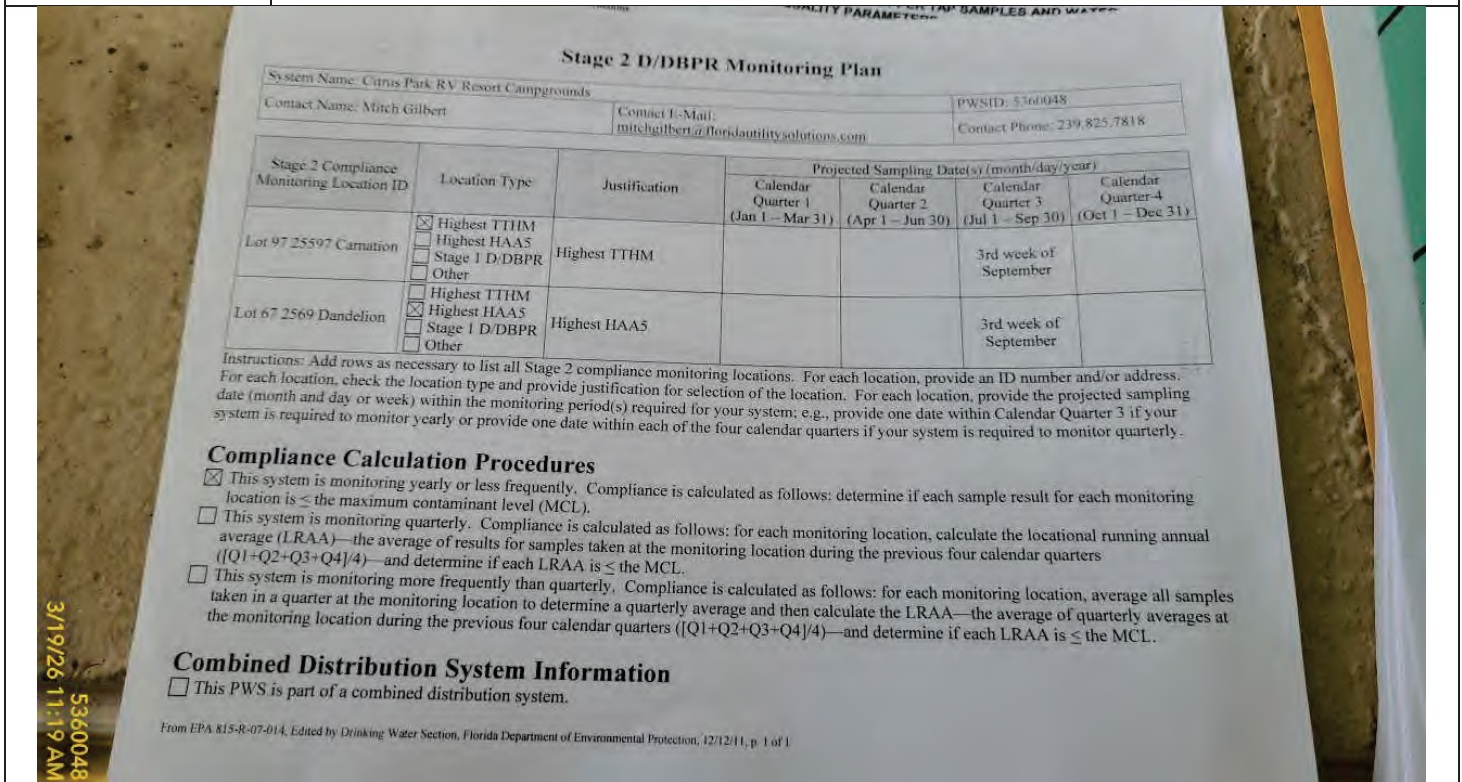 TAP SAMPLES AND WATER
QUALITY PARAMETERS
Stage 2 D/DBPR Monitoring Plan
System Name: Citrus Park RV Resort Campgrounds
PWSID: 5360048
Contact Name: Mitch Gilbert
Contact E-Mail:
mitchgilbert@floridautilitysolutions.com
Contact Phone: 239.825.7818
Stage 2 Compliance
Monitoring Location ID
Location Type
Justification
Projected Sampling Date(s) (month/day/year)
Calendar
Quarter 1
(Jan 1 – Mar 31)
Calendar
Quarter 2
(Apr 1 – Jun 30)
Calendar
Quarter 3
(Jul 1 – Sep 30)
Calendar
Quarter-4
(Oct 1 – Dec 31)
Lot 97 25597 Carnation
☒ Highest TTHM
☐ Highest HAA5
☐ Stage 1 D/DBPR
☐ Other
Highest TTHM
3rd week of
September
Lot 67 2569 Dandelion
☐ Highest TTHM
☒ Highest HAA5
☐ Stage 1 D/DBPR
☐ Other
Highest HAA5
3rd week of
September
Instructions: Add rows as necessary to list all Stage 2 compliance monitoring locations. For each location, provide an ID number and/or address.
For each location, check the location type and provide justification for selection of the location. For each location, provide the projected sampling
date (month and day or week) within the monitoring period(s) required for your system; e.g., provide one date within Calendar Quarter 3 if your
system is required to monitor yearly or provide one date within each of the four calendar quarters if your system is required to monitor quarterly.
Compliance Calculation Procedures
☒ This system is monitoring yearly or less frequently. Compliance is calculated as follows: determine if each sample result for each monitoring
location is ≤ the maximum contaminant level (MCL).
☐ This system is monitoring quarterly. Compliance is calculated as follows: for each monitoring location, calculate the locational running annual
average (LRAA)—the average of results for samples taken at the monitoring location during the previous four calendar quarters
([Q1+Q2+Q3+Q4]/4)—and determine if each LRAA is ≤ the MCL.
☐ This system is monitoring more frequently than quarterly. Compliance is calculated as follows: for each monitoring location, average all samples
taken in a quarter at the monitoring location to determine a quarterly average and then calculate the LRAA—the average of quarterly averages at
the monitoring location during the previous four calendar quarters ([Q1+Q2+Q3+Q4]/4)—and determine if each LRAA is ≤ the MCL.
Combined Distribution System Information
☐ This PWS is part of a combined distribution system.
From EPA 815-R-07-014, Edited by Drinking Water Section, Florida Department of Environmental Protection, 12/12/11, p. 1 of 1
5360048
3/19/26 11:19 AM